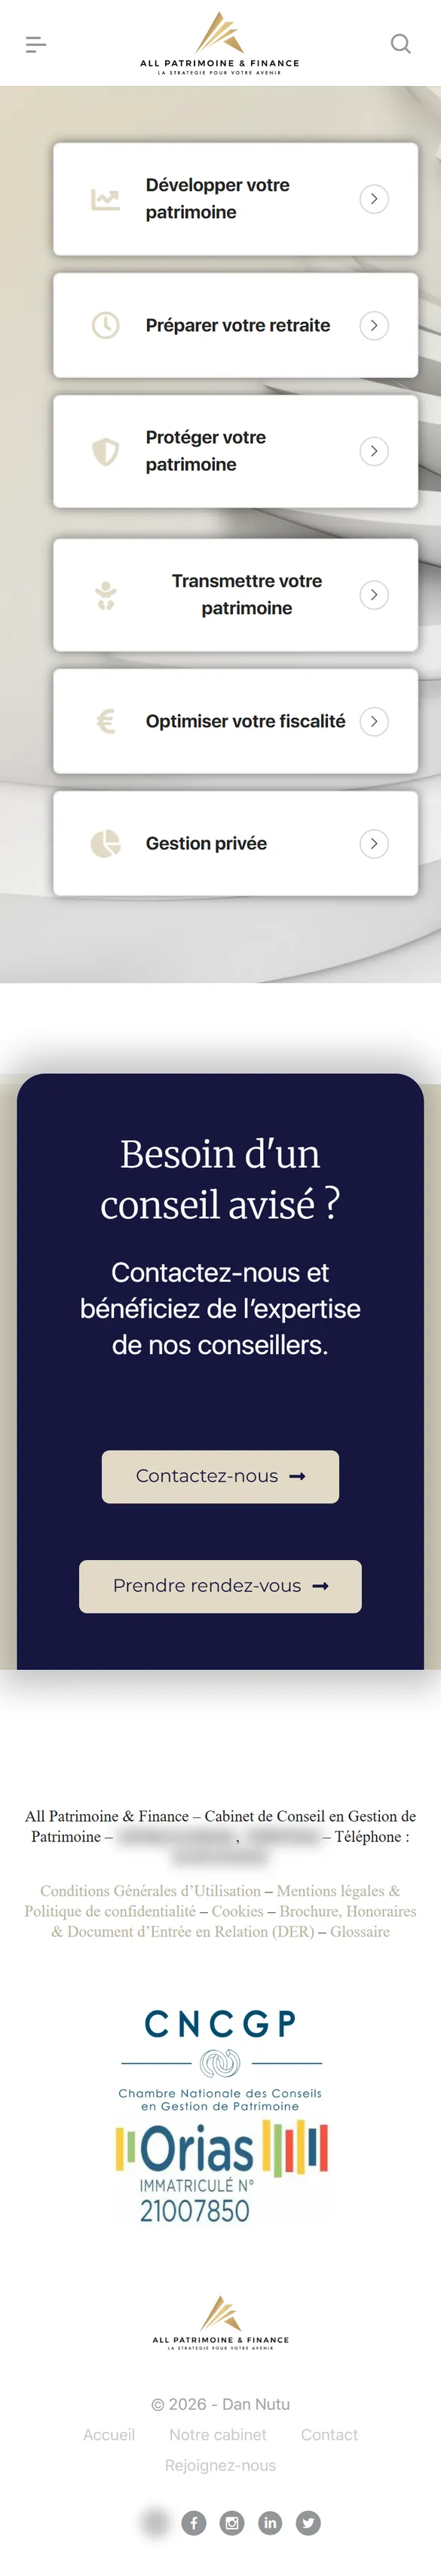 ALL PATRIMOINE & FINANCE
LA STRATEGIE POUR VOTRE AVENIR
Développer votre
patrimoine
Préparer votre retraite
Protéger votre
patrimoine
Transmettre votre
patrimoine
Optimiser votre fiscalité
Gestion privée
Besoin d'un
conseil avisé ?
Contactez-nous et
bénéficiez de l’expertise
de nos conseillers.
Contactez-nous
Prendre rendez-vous
All Patrimoine & Finance – Cabinet de Conseil en Gestion de
Patrimoine – , – Téléphone :
Conditions Générales d’Utilisation – Mentions légales &
Politique de confidentialité – Cookies – Brochure, Honoraires
& Document d’Entrée en Relation (DER) – Glossaire
CNCGP
Chambre Nationale des Conseils
en Gestion de Patrimoine
Orias
IMMATRICULÉ N°
21007850
ALL PATRIMOINE & FINANCE
LA STRATEGIE POUR VOTRE AVENIR
© 2026 - Dan Nutu
Accueil Notre cabinet Contact
Rejoignez-nous